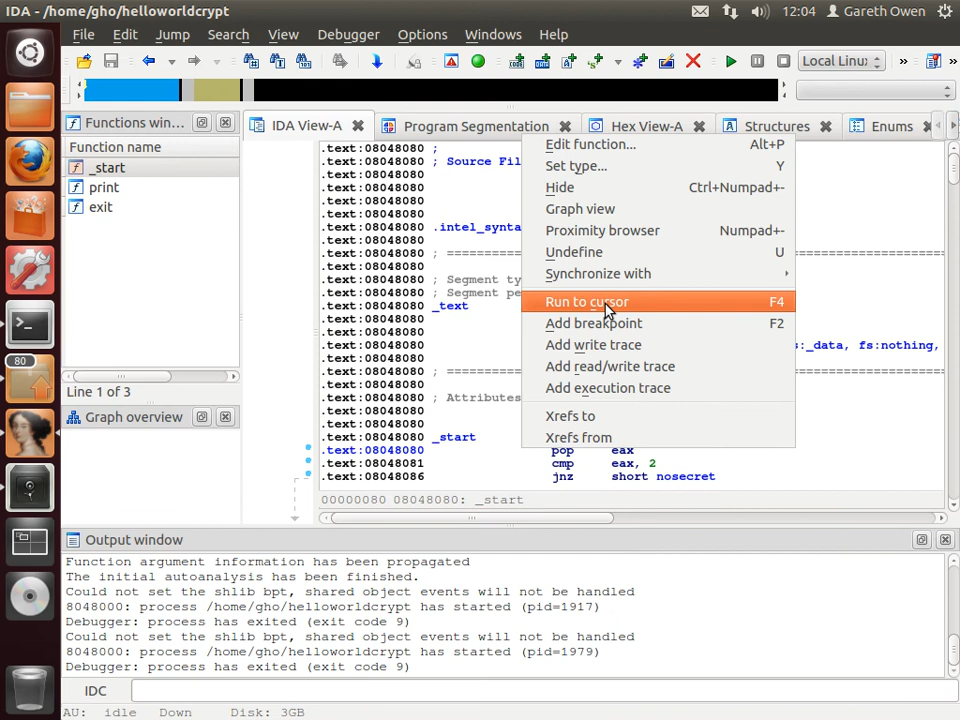 IDA - /home/gho/helloworldcrypt
12:04 Gareth Owen
File Edit Jump Search View Debugger Options Windows Help
Local Linux
Functions win...
IDA View-A Program Segmentation Hex View-A Structures Enums
Function name
_start
print
exit
Line 1 of 3
Graph overview
80
.text:08048080 ;
.text:08048080 ; Source Fil
.text:08048080
.text:08048080
.text:08048080
.text:08048080
.text:08048080 .intel_synta
.text:08048080
.text:08048080 ; ==============
.text:08048080
.text:08048080 ; Segment ty
.text:08048080 ; Segment pe
.text:08048080 _text
.text:08048080
.text:08048080
.text:08048080 s:_data, fs:nothing,
.text:08048080
.text:08048080 ; ==============
.text:08048080
.text:08048080 ; Attributes
.text:08048080
.text:08048080
.text:08048080 _start
.text:08048080 pop eax
.text:08048081 cmp eax, 2
.text:08048086 jnz short nosecret
00000080 08048080: _start
Edit function... Alt+P
Set type... Y
Hide Ctrl+Numpad+-
Graph view
Proximity browser Numpad+-
Undefine U
Synchronize with
Run to cursor F4
Add breakpoint F2
Add write trace
Add read/write trace
Add execution trace
Xrefs to
Xrefs from
Output window
Function argument information has been propagated
The initial autoanalysis has been finished.
Could not set the shlib bpt, shared object events will not be handled
8048000: process /home/gho/helloworldcrypt has started (pid=1917)
Debugger: process has exited (exit code 9)
Could not set the shlib bpt, shared object events will not be handled
8048000: process /home/gho/helloworldcrypt has started (pid=1979)
Debugger: process has exited (exit code 9)
IDC
AU: idle Down Disk: 3GB